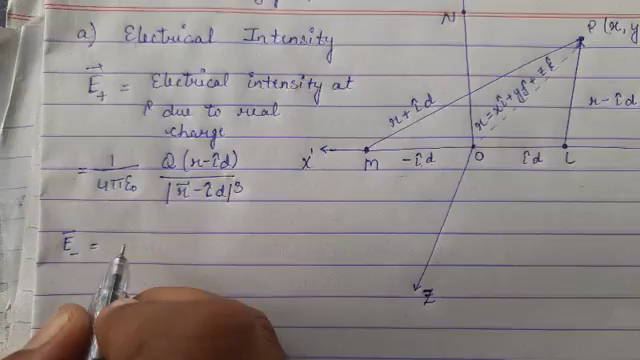 a) Electrical Intensity
E⃗₊ = Electrical intensity at
P due to real
charge
= 1/4πε₀ Q(r-îd)/|r⃗-îd|³
E⃗₋ =
N
P(x, y
r+îd
r=xî+yĵ+zk̂
r-îd
x'
M
-îd
O
îd
L
Z